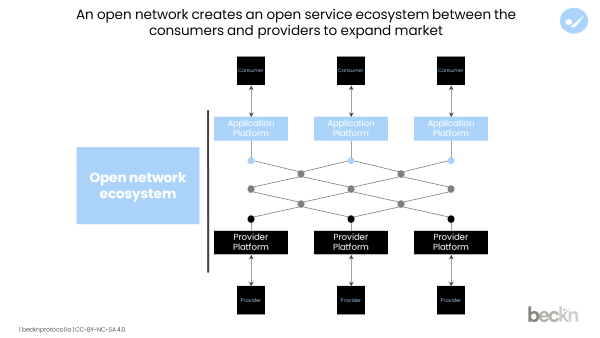 An open network creates an open service ecosystem between the
consumers and providers to expand market
Consumer
Consumer
Consumer
Application
Platform
Application
Platform
Application
Platform
Open network
ecosystem
Provider
Platform
Provider
Platform
Provider
Platform
Provider
Provider
Provider
| becknprotocol.io | CC-BY-NC-SA 4.0
beckn